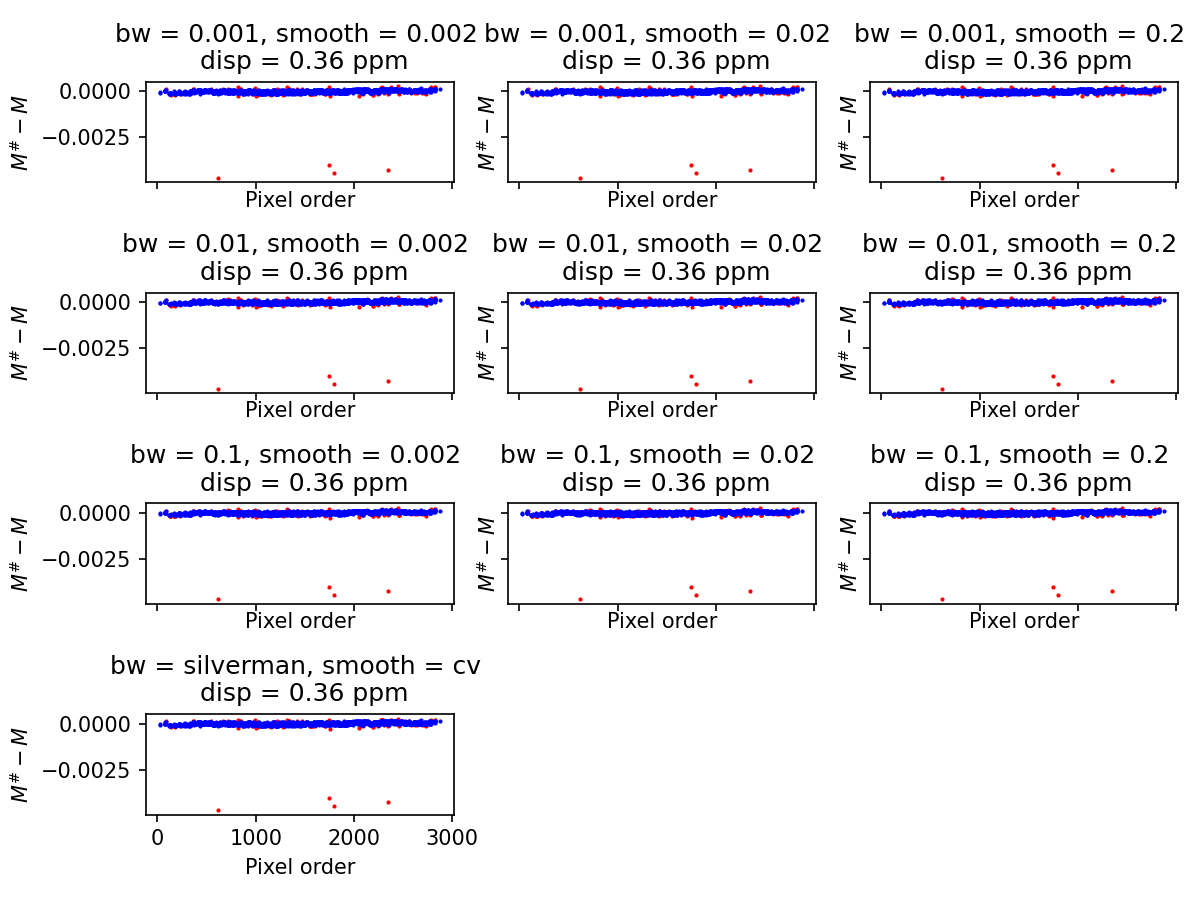 bw = 0.001, smooth = 0.002 bw = 0.001, smooth = 0.02 bw = 0.001, smooth = 0.2
disp = 0.36 ppm disp = 0.36 ppm disp = 0.36 ppm
0.0000
−0.0025
M# − M M# − M M# − M
Pixel order Pixel order Pixel order
bw = 0.01, smooth = 0.002 bw = 0.01, smooth = 0.02 bw = 0.01, smooth = 0.2
disp = 0.36 ppm disp = 0.36 ppm disp = 0.36 ppm
0.0000
−0.0025
M# − M M# − M M# − M
Pixel order Pixel order Pixel order
bw = 0.1, smooth = 0.002 bw = 0.1, smooth = 0.02 bw = 0.1, smooth = 0.2
disp = 0.36 ppm disp = 0.36 ppm disp = 0.36 ppm
0.0000
−0.0025
M# − M M# − M M# − M
Pixel order Pixel order Pixel order
bw = silverman, smooth = cv
disp = 0.36 ppm
0.0000
−0.0025
M# − M
0 1000 2000 3000
Pixel order